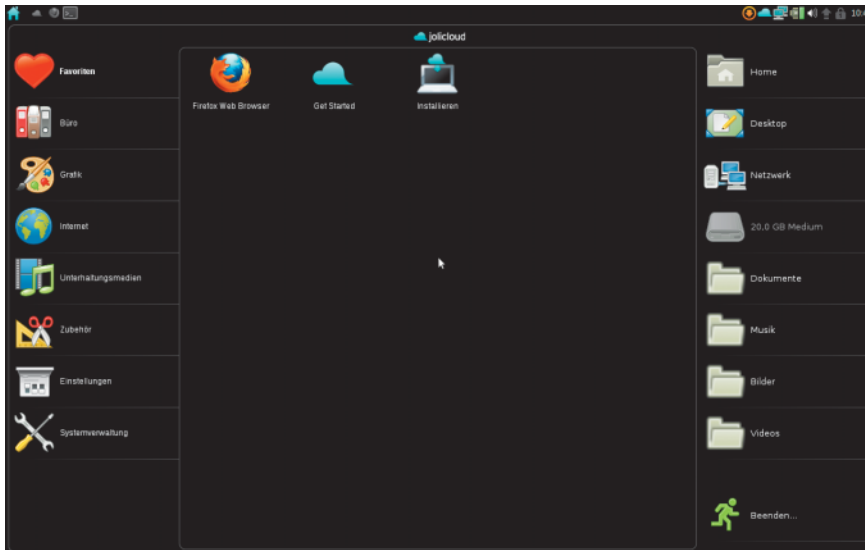 jolicloud
Favoriten
Büro
Grafik
Internet
Unterhaltungsmedien
Zubehör
Einstellungen
Systemverwaltung
Firefox Web Browser
Get Started
Installieren
Home
Desktop
Netzwerk
20.0 GB Medium
Dokumente
Musik
Bilder
Videos
Beenden...